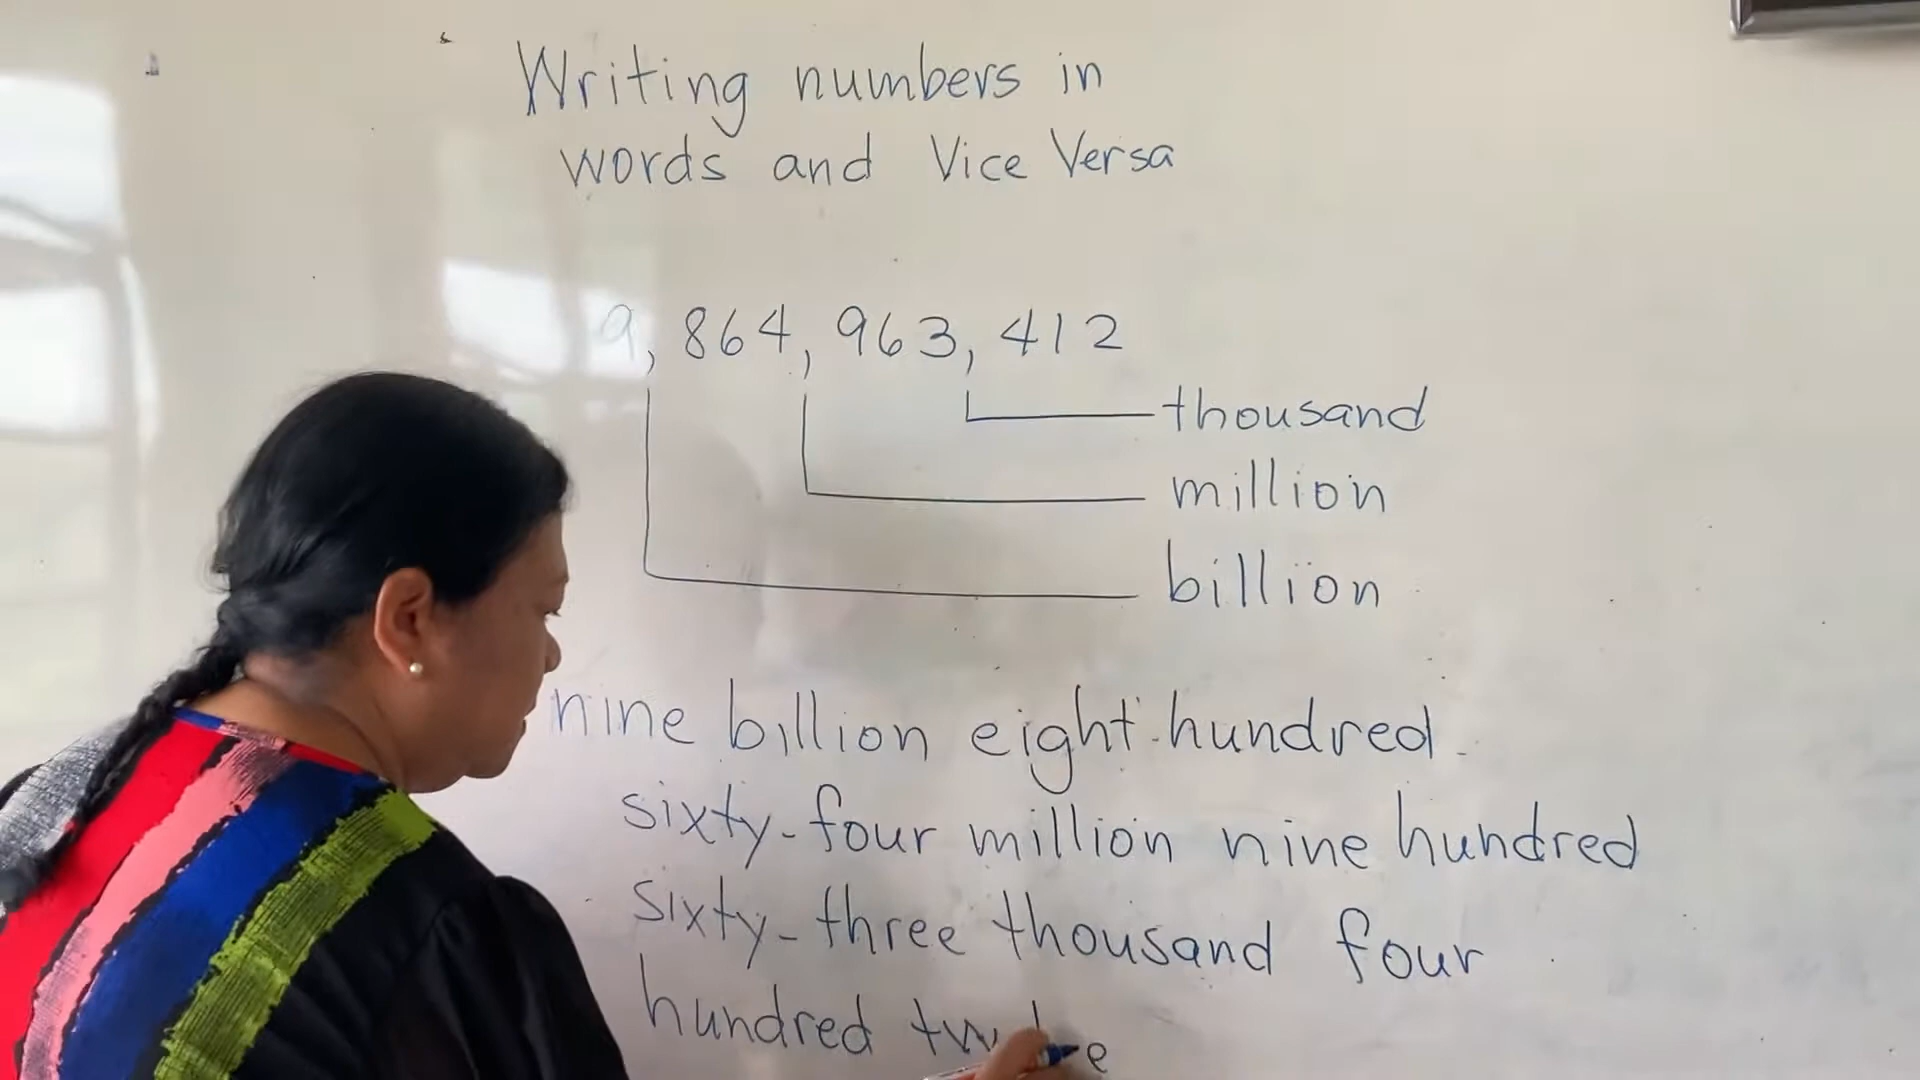 Writing numbers in
words and Vice Versa
9, 864, 963, 412
thousand
million
billion
nine billion eight hundred
sixty-four million nine hundred
sixty-three thousand four
hundred